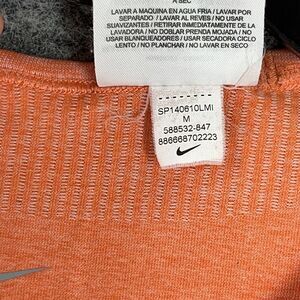 A SEC
LAVAR A MAQUINA EN AGUA FRIA / LAVAR POR
SEPARADO / LAVAR AL REVES / NO USAR
SUAVIZANTES / RETIRAR INMEDIATAMENTE DE LA
LAVADORA / NO DOBLAR PRENDA MOJADA / NO
USAR BLANQUEADORES / USAR SECADORA CICLO
LENTO / NO PLANCHAR / NO LAVAR EN SECO
SP140610LMI
M
588532-847
886668702223